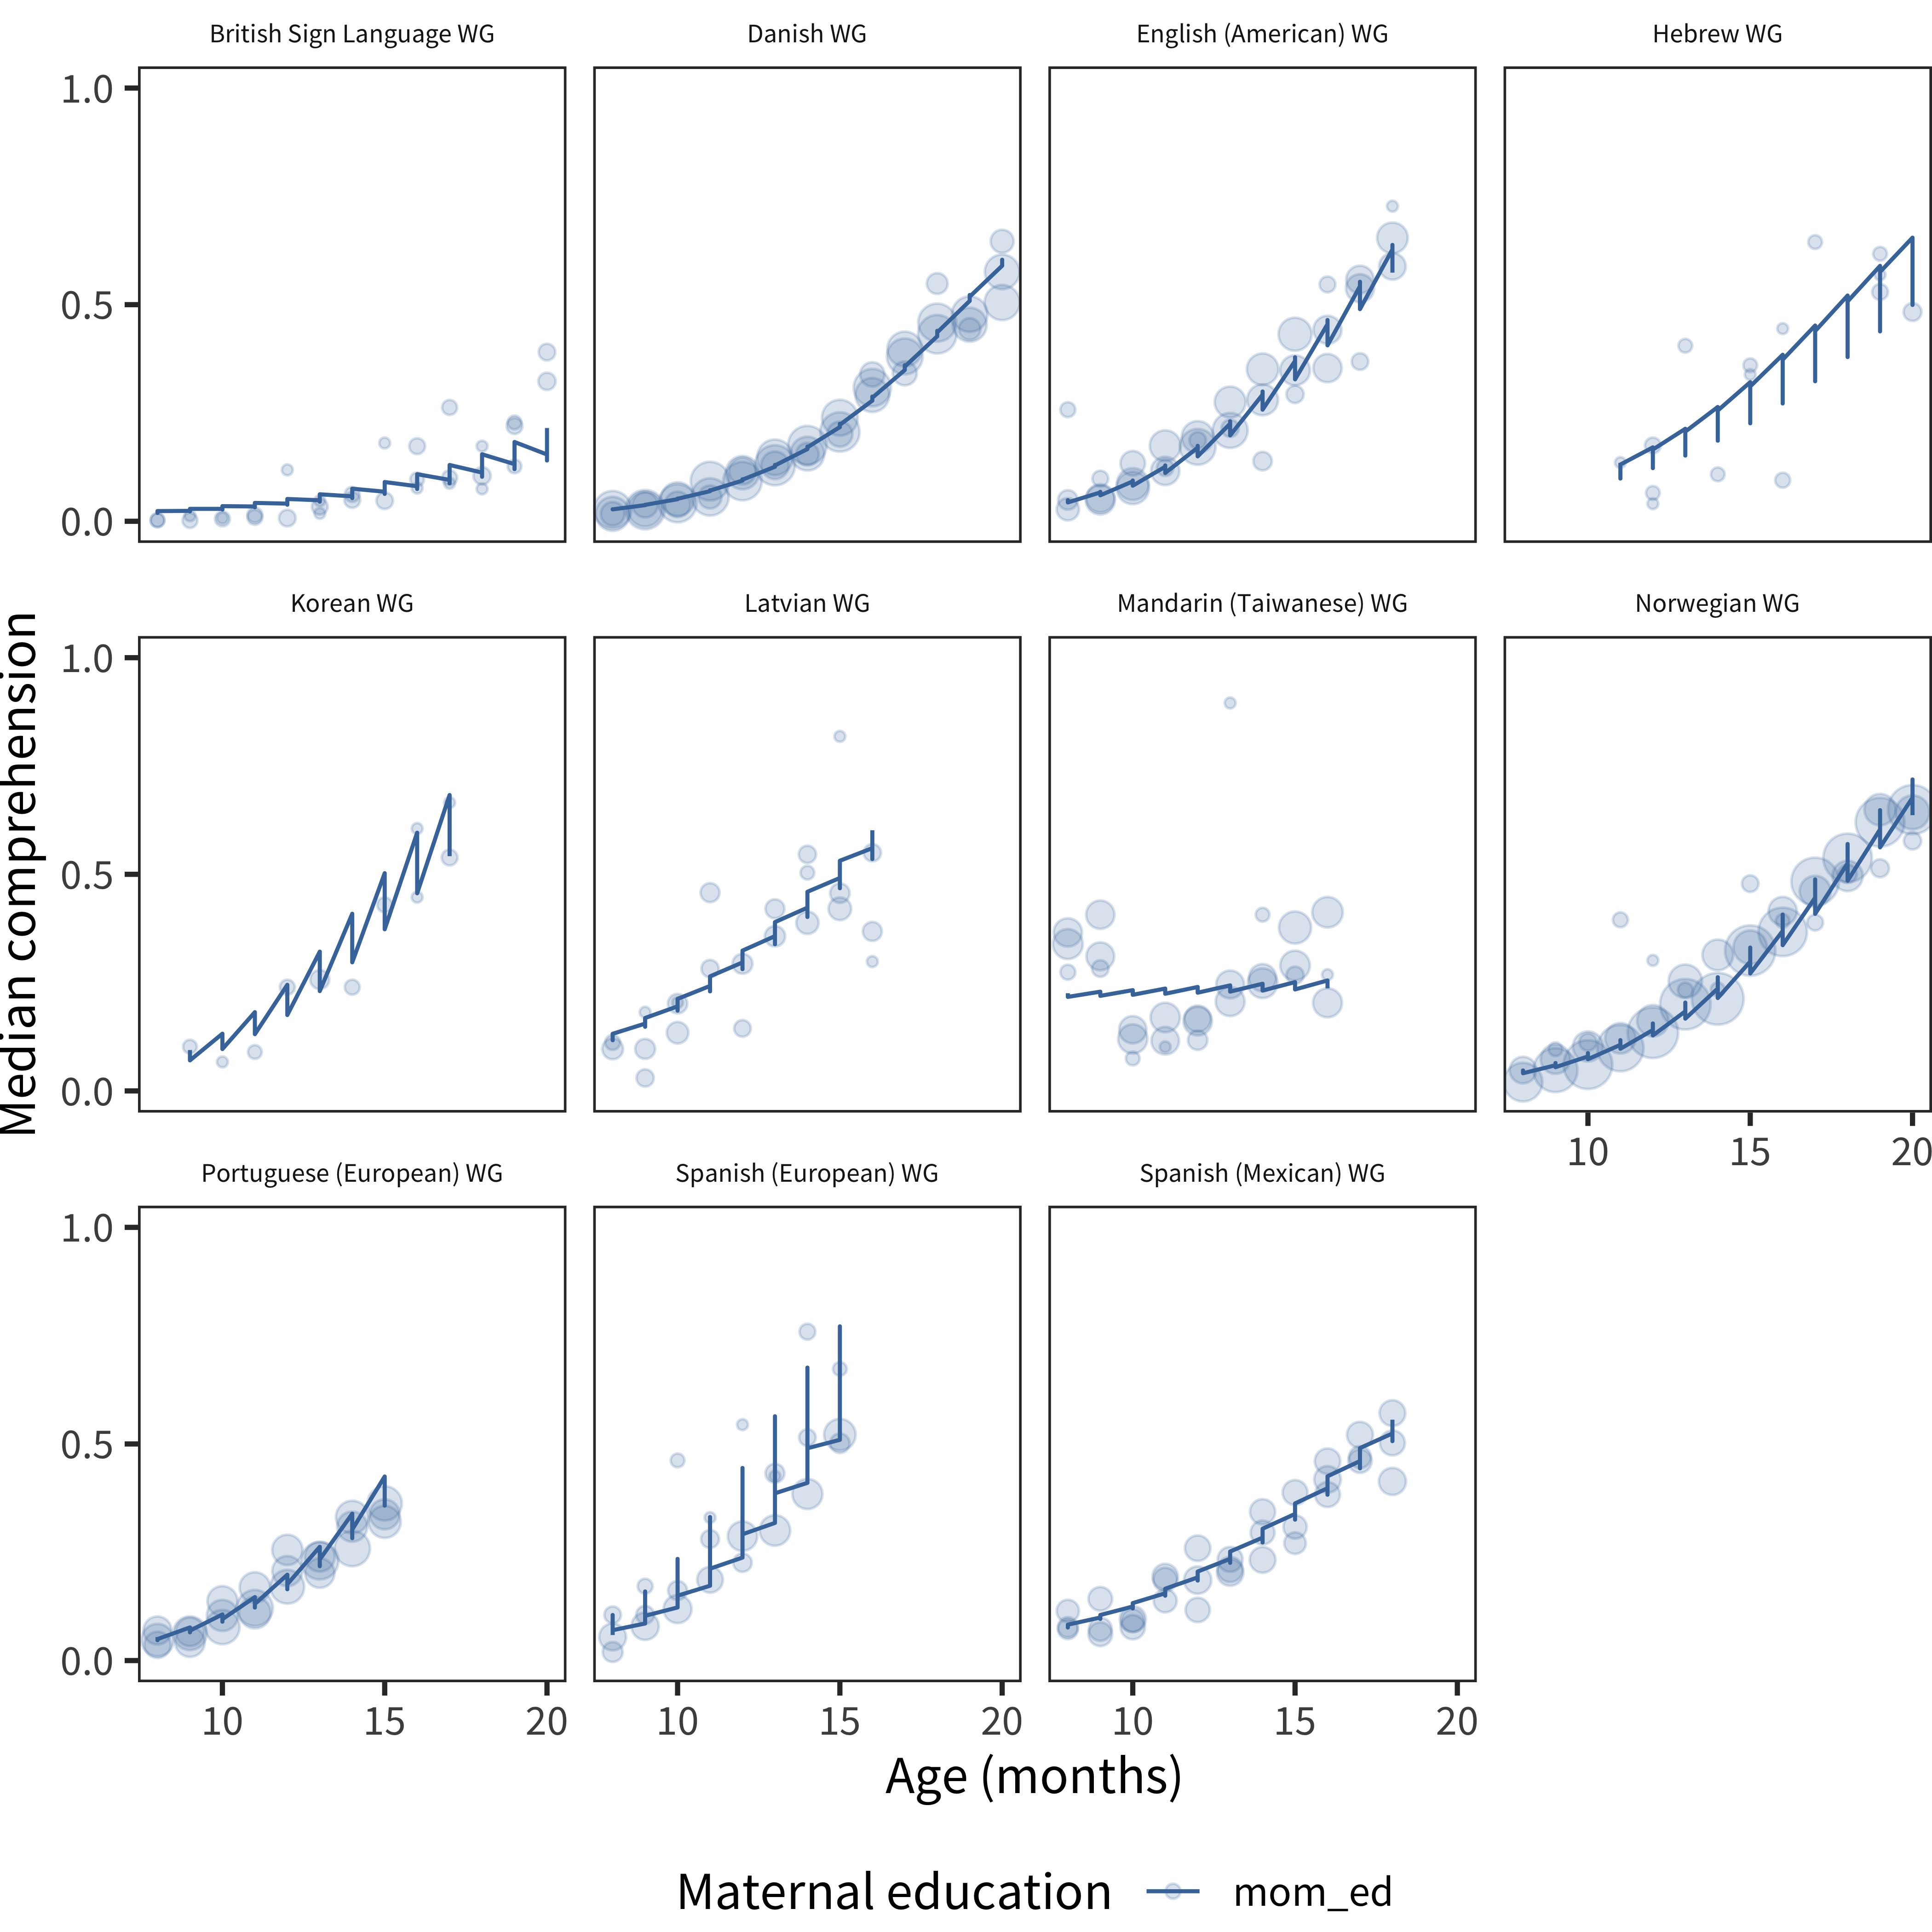 British Sign Language WG
Danish WG
English (American) WG
Hebrew WG
1.0
0.5
0.0
Korean WG
Latvian WG
Mandarin (Taiwanese) WG
Norwegian WG
1.0
0.5
0.0
10
15
20
Portuguese (European) WG
Spanish (European) WG
Spanish (Mexican) WG
1.0
0.5
0.0
10
15
20
10
15
20
10
15
20
Median comprehension
Age (months)
Maternal education
mom_ed